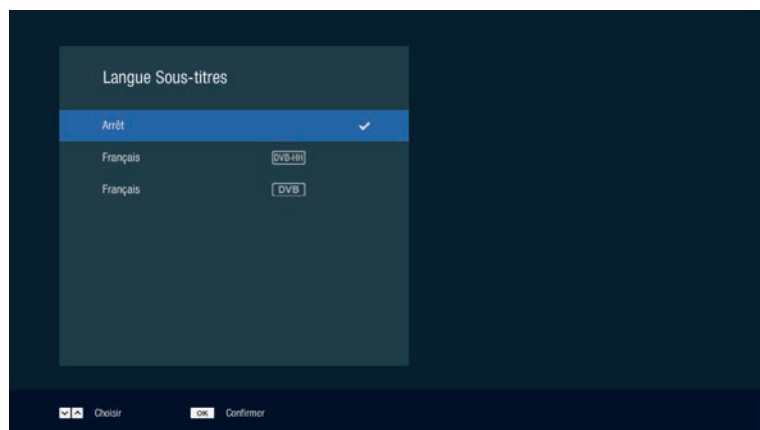 Langue Sous-titres
Arrêt
Français DVB-HH
Français DVB
Choisir OK Confirmer